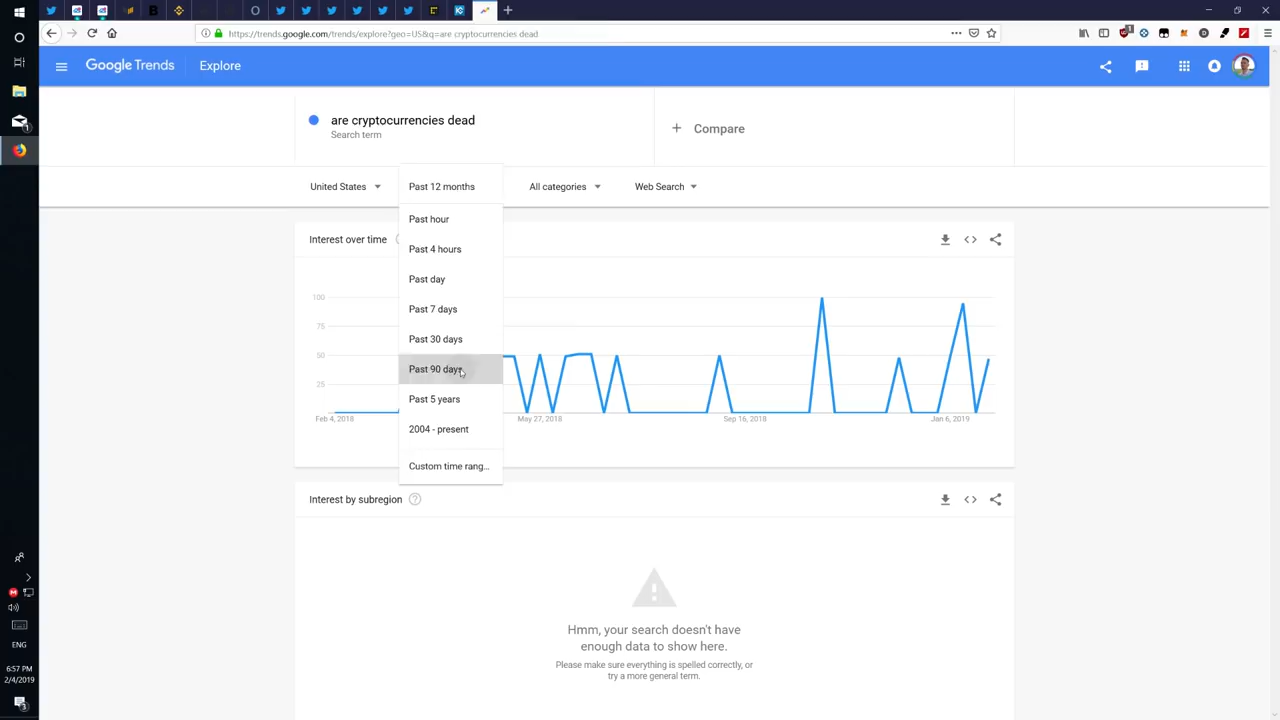 https://trends.google.com/trends/explore?geo=US&q=are cryptocurrencies dead
Google Trends
Explore
are cryptocurrencies dead
Search term
+ Compare
United States
Past 12 months
All categories
Web Search
Past hour
Past 4 hours
Past day
Past 7 days
Past 30 days
Past 90 days
Past 5 years
2004 - present
Custom time rang...
Interest over time
100
75
50
25
Feb 4, 2018
May 27, 2018
Sep 16, 2018
Jan 6, 2019
Interest by subregion
?
Hmm, your search doesn't have
enough data to show here.
Please make sure everything is spelled correctly, or
try a more general term.
ENG
6:57 PM
2/4/2019